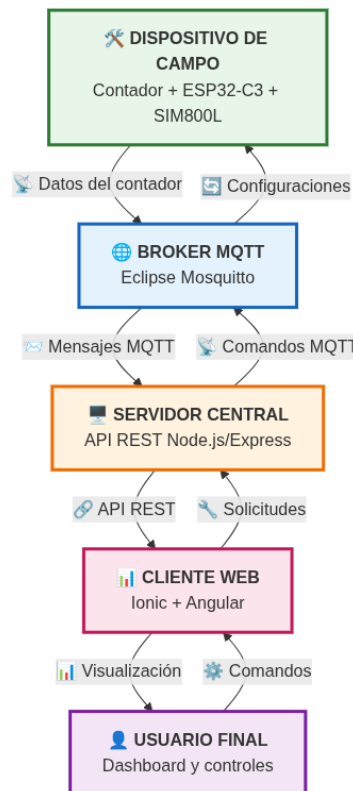 🛠️ DISPOSITIVO DE
CAMPO
Contador + ESP32-C3 +
SIM800L
📡 Datos del contador
🔄 Configuraciones
🌐 BROKER MQTT
Eclipse Mosquitto
📨 Mensajes MQTT
📡 Comandos MQTT
🖥️ SERVIDOR CENTRAL
API REST Node.js/Express
🔗 API REST
🔧 Solicitudes
📊 CLIENTE WEB
Ionic + Angular
📊 Visualización
⚙️ Comandos
👤 USUARIO FINAL
Dashboard y controles